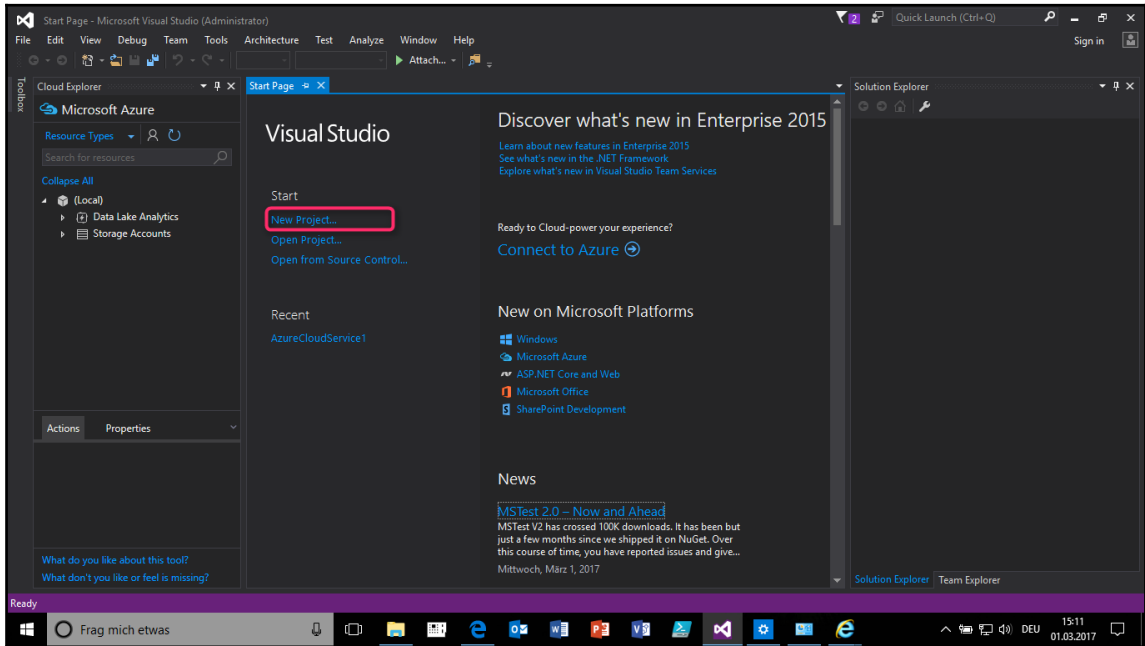 Start Page - Microsoft Visual Studio (Administrator)
2
Quick Launch (Ctrl+Q)
File Edit View Debug Team Tools Architecture Test Analyze Window Help
Sign in
Attach...
Toolbox
Cloud Explorer
Microsoft Azure
Resource Types
Search for resources
Collapse All
(Local)
Data Lake Analytics
Storage Accounts
Actions Properties
What do you like about this tool?
What don't you like or feel is missing?
Start Page
Visual Studio
Start
New Project...
Open Project...
Open from Source Control...
Recent
AzureCloudService1
Discover what's new in Enterprise 2015
Learn about new features in Enterprise 2015
See what's new in the .NET Framework
Explore what's new in Visual Studio Team Services
Ready to Cloud-power your experience?
Connect to Azure
New on Microsoft Platforms
Windows
Microsoft Azure
ASP.NET Core and Web
Microsoft Office
SharePoint Development
News
MSTest 2.0 – Now and Ahead
MSTest V2 has crossed 100K downloads. It has been but
just a few months since we shipped it on NuGet. Over
this course of time, you have reported issues and give...
Mittwoch, März 1, 2017
Solution Explorer
Solution Explorer Team Explorer
Ready
Frag mich etwas
DEU
15:11
01.03.2017